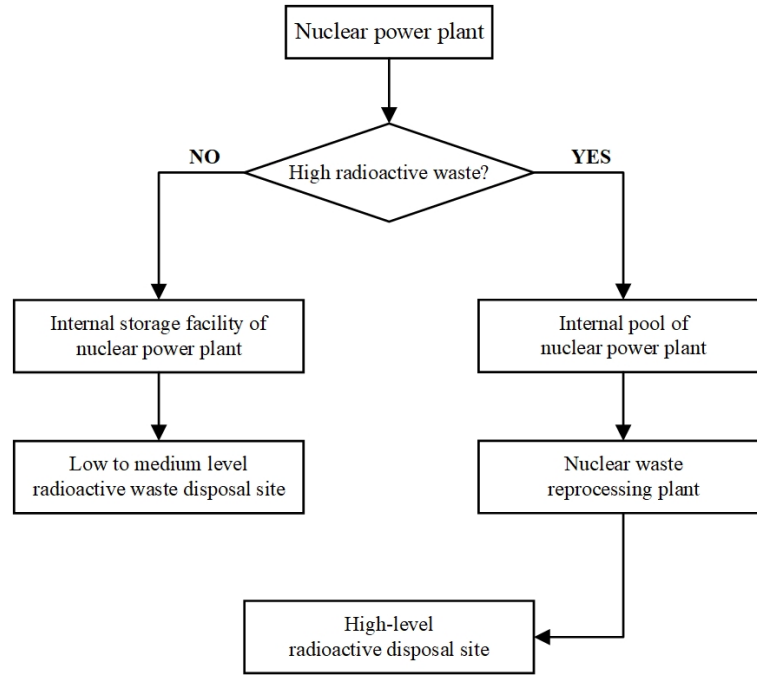 Nuclear power plant
High radioactive waste?
NO
YES
Internal storage facility of
nuclear power plant
Internal pool of
nuclear power plant
Low to medium level
radioactive waste disposal site
Nuclear waste
reprocessing plant
High-level
radioactive disposal site